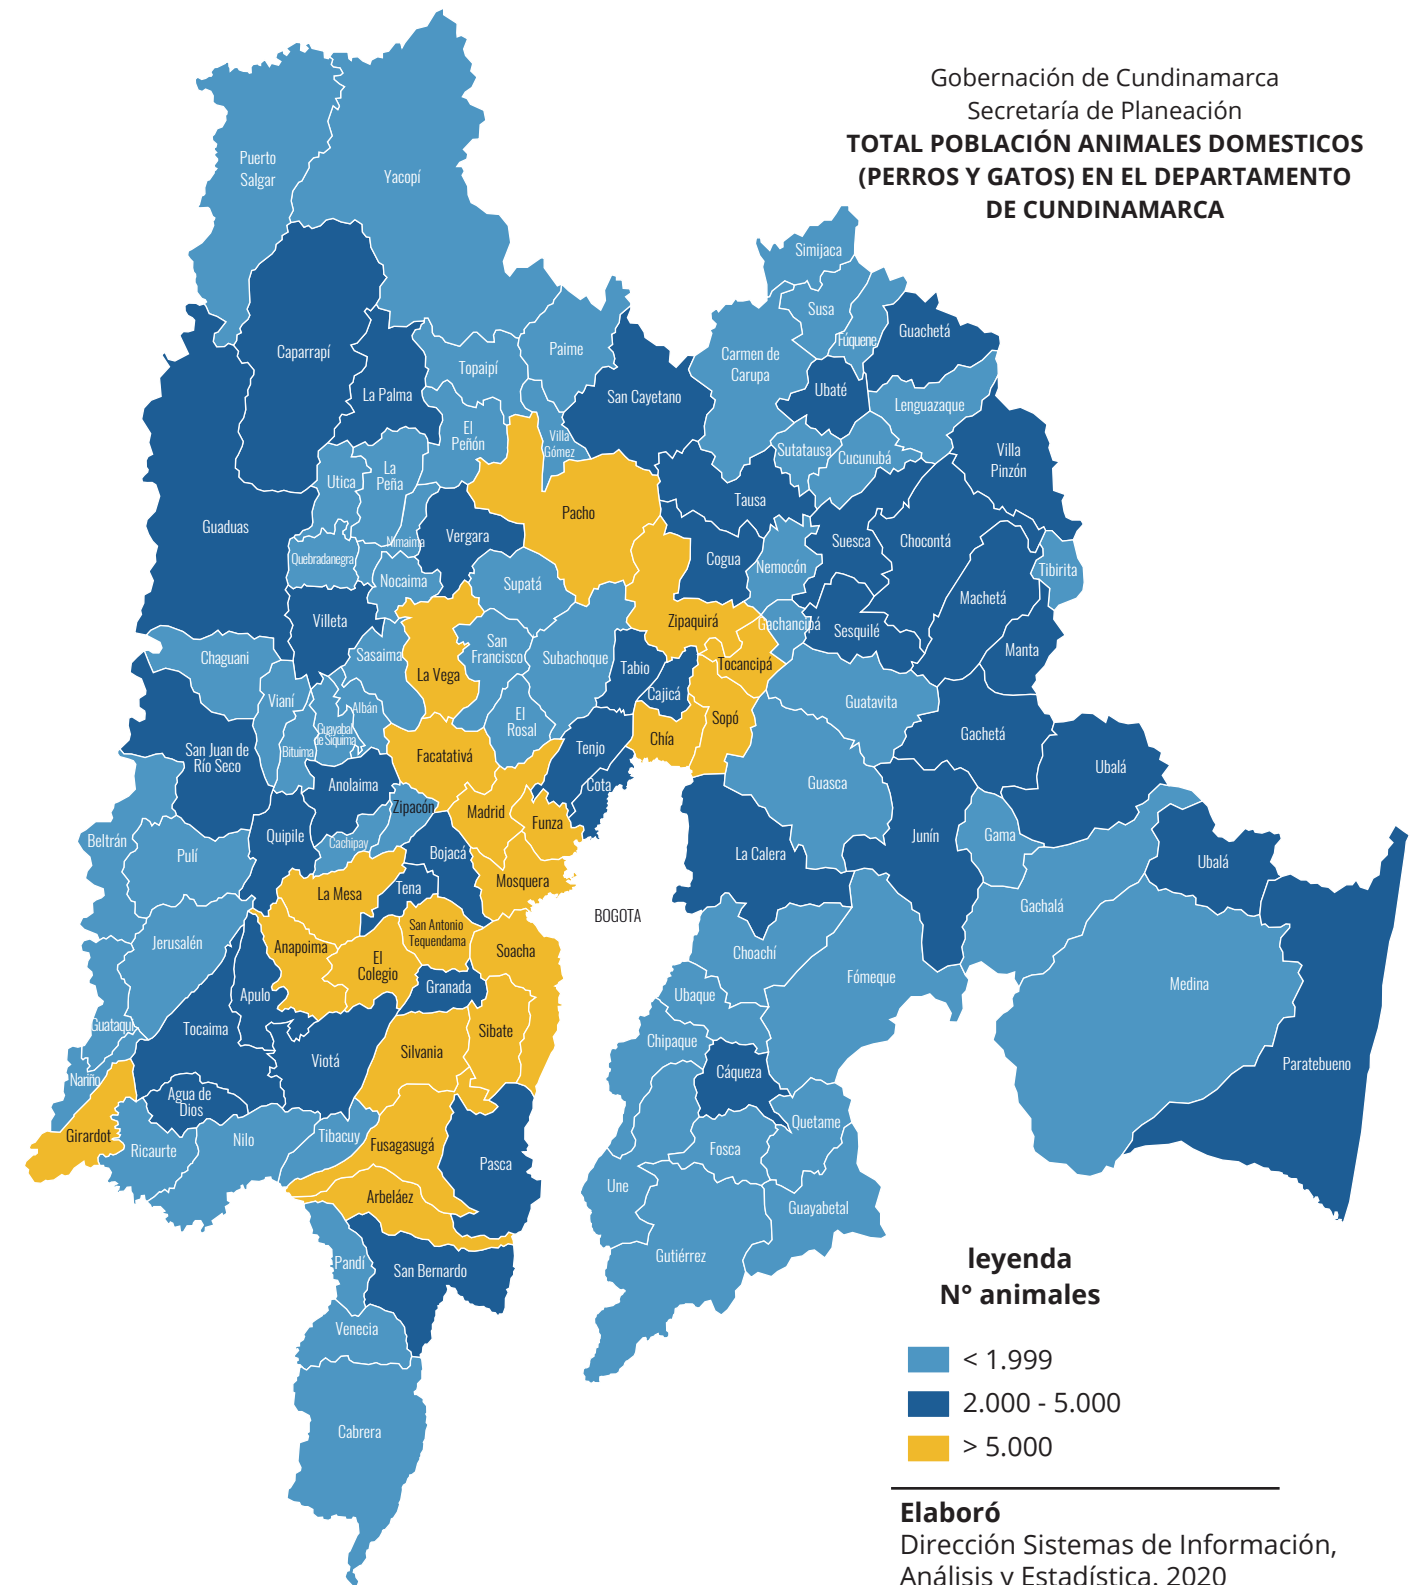 Gobernación de Cundinamarca
Secretaría de Planeación
TOTAL POBLACIÓN ANIMALES DOMESTICOS
(PERROS Y GATOS) EN EL DEPARTAMENTO
DE CUNDINAMARCA
Puerto
Salgar
Yacopí
Simijaca
Susa
Fúquene
Guachetá
Caparrapí
Paime
Carmen de
Carupa
Topaipí
La Palma
San Cayetano
Ubaté
Lenguazaque
El
Peñón
Villa
Gómez
Sutatausa
Cucunubá
Villa
Pinzón
Utica
La
Peña
Tausa
Pacho
Guaduas
Nimaima
Vergara
Suesca
Chocontá
Quebradanegra
Nocaima
Supatá
Cogua
Nemocón
Tibirita
Machetá
Villeta
Zipaquirá
Gachancipá
Sesquilé
Manta
Chaguani
Sasaima
San
Francisco
Subachoque
Tabio
Tocancipá
La Vega
Cajicá
Vianí
Albán
Guatavita
Guayabal
de Siquima
El
Rosal
Sopó
Chía
Gachetá
San Juan de
Río Seco
Bituima
Facatativá
Tenjo
Ubalá
Anolaima
Cota
Guasca
Zipacón
Madrid
Funza
Beltrán
Quipile
Cachipay
Gama
Junín
Pulí
Bojacá
La Calera
Ubalá
La Mesa
Tena
Mosquera
BOGOTA
Gachalá
Jerusalén
Anapoima
San Antonio
Tequendama
Soacha
Choachí
El
Colegio
Fómeque
Medina
Apulo
Granada
Ubaque
Guataquí
Tocaima
Sibate
Chipaque
Viotá
Silvania
Cáqueza
Paratebueno
Nariño
Agua de
Dios
Quetame
Girardot
Ricaurte
Nilo
Tibacuy
Fusagasugá
Fosca
Pasca
Une
Arbeláez
Guayabetal
Pandí
San Bernardo
Gutiérrez
Venecia
Cabrera
leyenda
N° animales
< 1.999
2.000 - 5.000
> 5.000
Elaboró
Dirección Sistemas de Información,
Análisis y Estadística. 2020